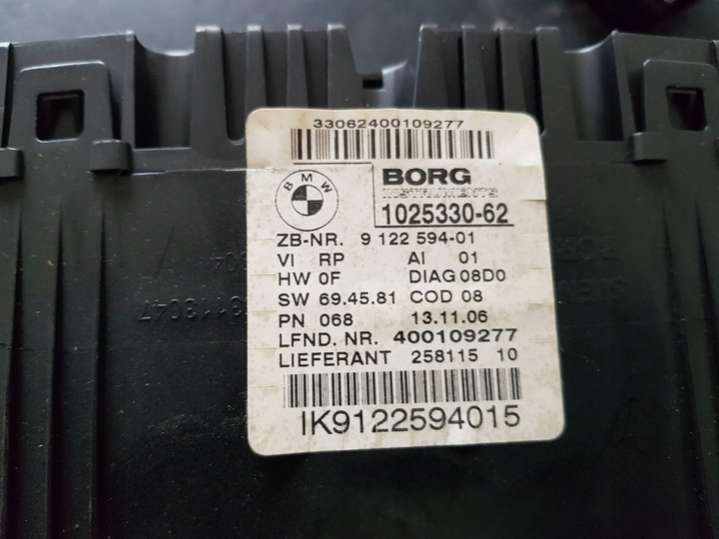 33062400109277
BMW
BORG
INSTRUMENTS
1025330-62
ZB-NR. 9 122 594-01
VI RP AI 01
HW 0F DIAG 08D0
SW 69.45.81 COD 08
PN 068 13.11.06
LFND. NR. 400109277
LIEFERANT 258115 10
IK9122594015